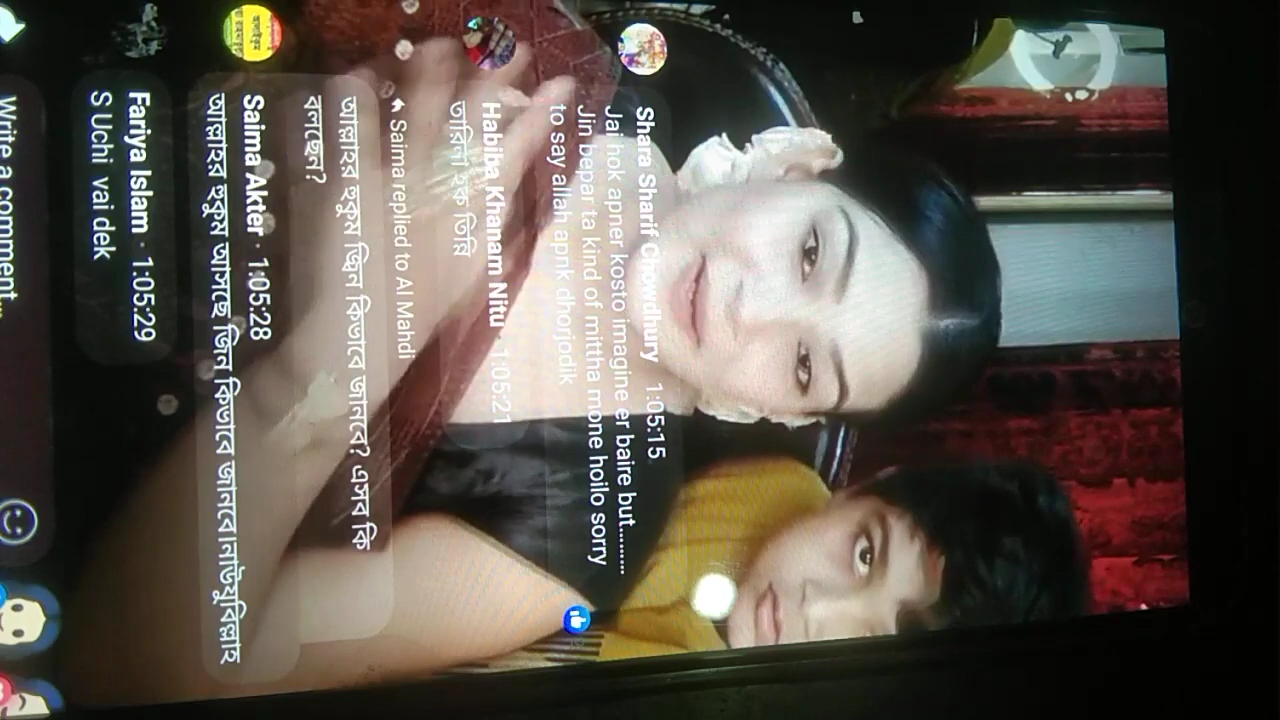 Shara Sharif Chowdhury 1:05:15
Jai hok apner kosto imagine er baire but.........
Jin bepar ta kind of mittha mone hoilo sorry
to say allah apnk dhorjodik
Habiba Khanam Nitu · 1:05:21
Saima replied to Al Mahdi
আল্লাহর হুকুম জ্বিন কিভাবে জানবে? এসব কি
বলছেন?
Saima Akter · 1:05:28
আল্লাহর হুকুম আসছে জিন কিভাবে জানবে নাউযুবিল্লাহ
Fariya Islam · 1:05:29
S Uchi vai dek
Write a comment...